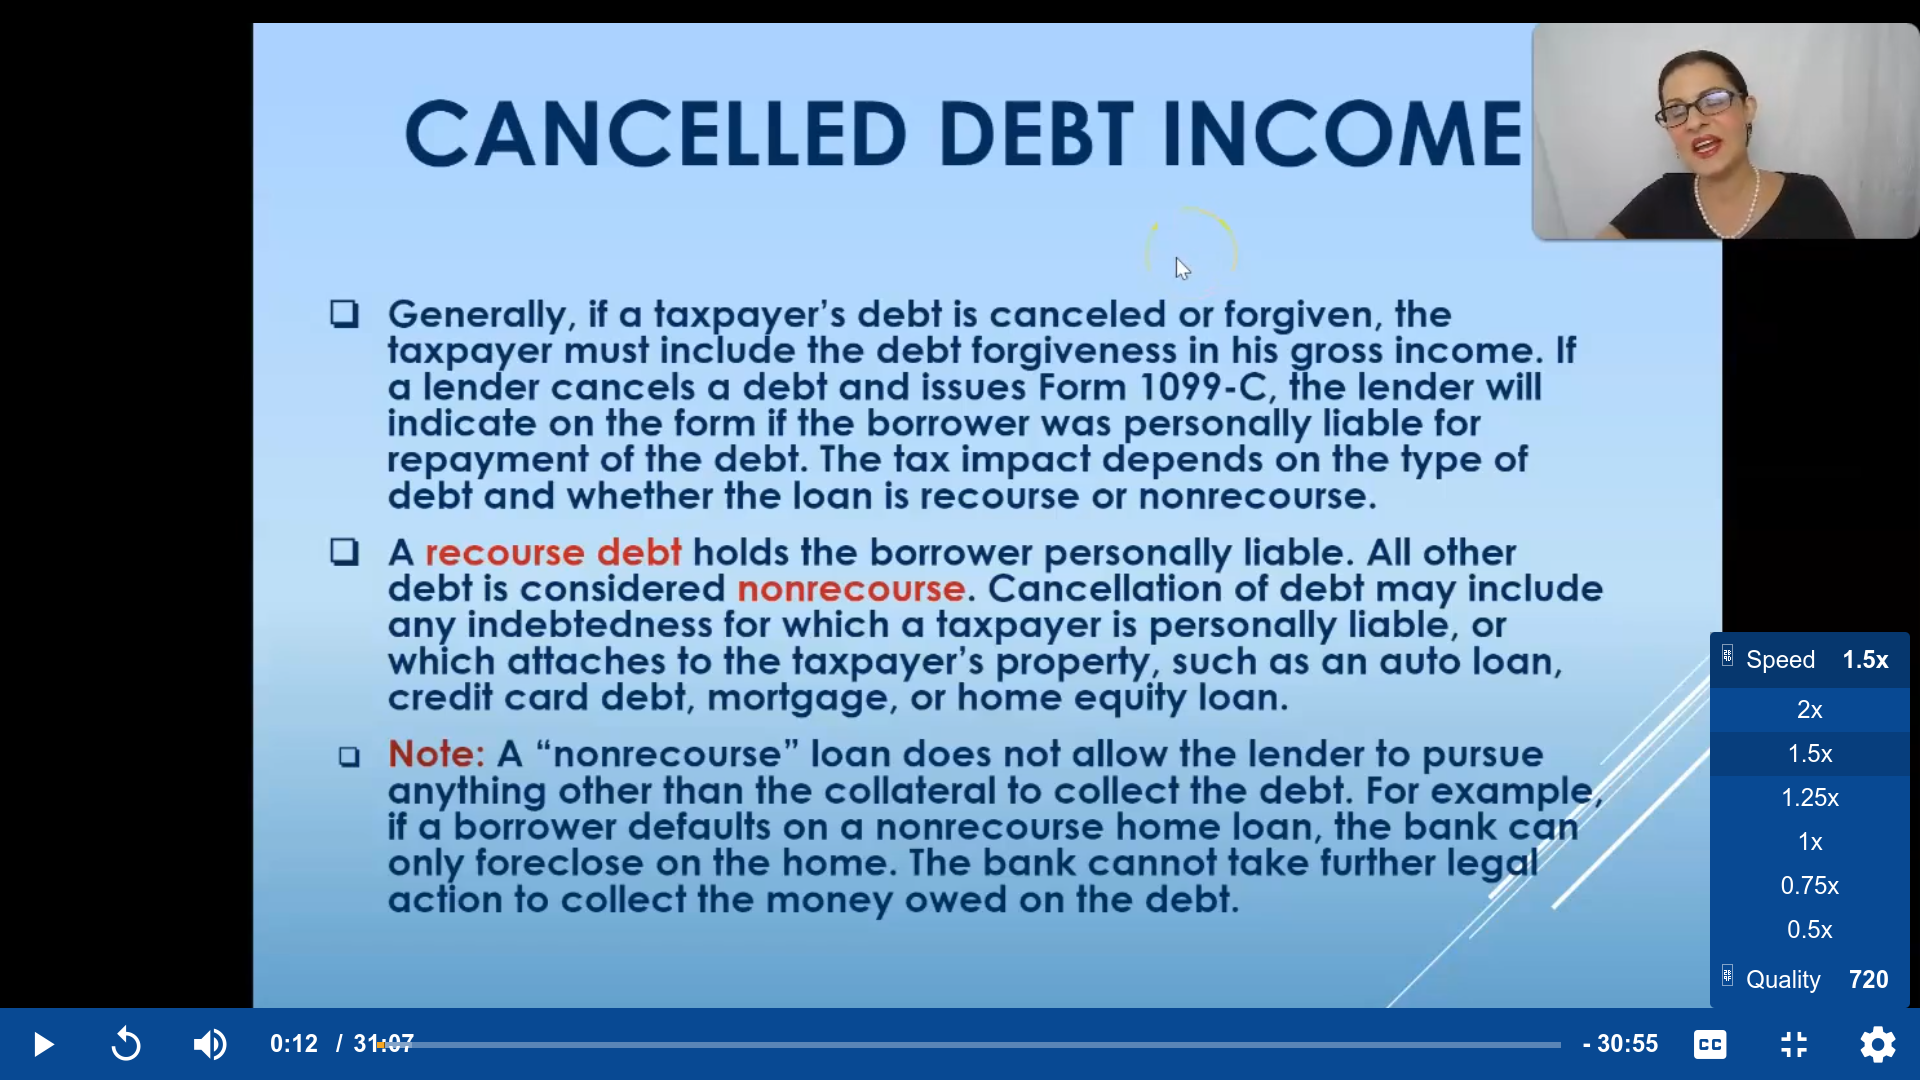 CANCELLED DEBT INCOME
Generally, if a taxpayer’s debt is canceled or forgiven, the
taxpayer must include the debt forgiveness in his gross income. If
a lender cancels a debt and issues Form 1099-C, the lender will
indicate on the form if the borrower was personally liable for
repayment of the debt. The tax impact depends on the type of
debt and whether the loan is recourse or nonrecourse.
A recourse debt holds the borrower personally liable. All other
debt is considered nonrecourse. Cancellation of debt may include
any indebtedness for which a taxpayer is personally liable, or
which attaches to the taxpayer’s property, such as an auto loan,
credit card debt, mortgage, or home equity loan.
Note: A “nonrecourse” loan does not allow the lender to pursue
anything other than the collateral to collect the debt. For example,
if a borrower defaults on a nonrecourse home loan, the bank can
only foreclose on the home. The bank cannot take further legal
action to collect the money owed on the debt.
Speed 1.5x
2x
1.5x
1.25x
1x
0.75x
0.5x
Quality 720
0:12 / 31:07 - 30:55 CC